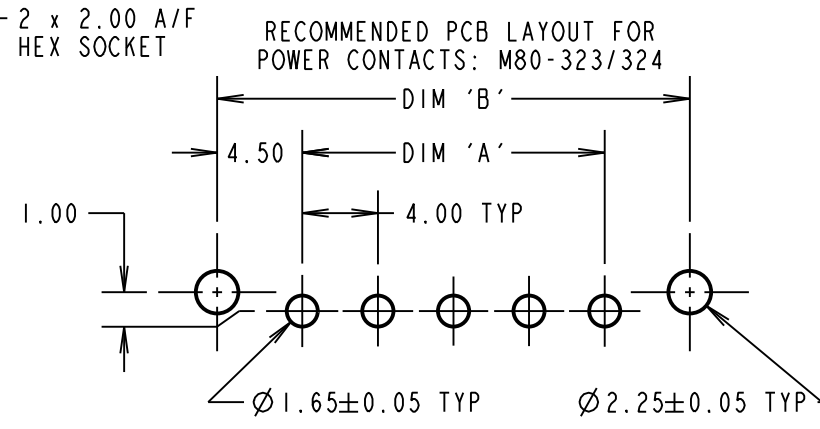 2 x 2.00 A/F
HEX SOCKET
RECOMMENDED PCB LAYOUT FOR
POWER CONTACTS: M80-323/324
DIM 'B'
4.50
DIM 'A'
1.00
4.00 TYP
Ø1.65±0.05 TYP
Ø2.25±0.05 TYP